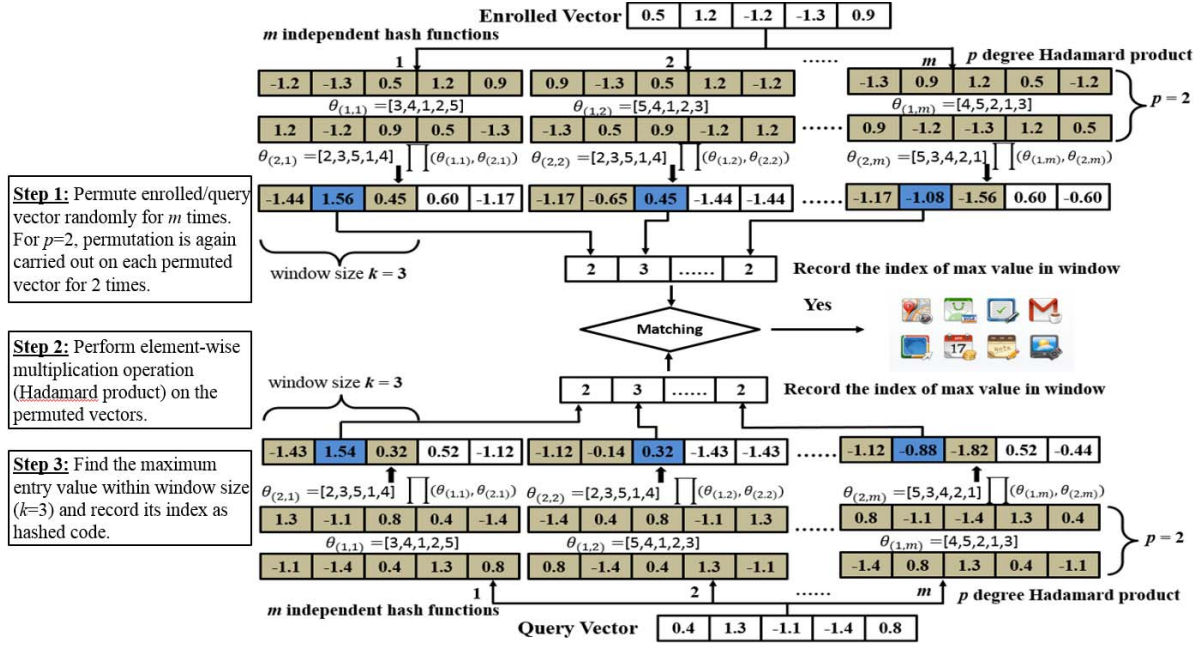 Enrolled Vector 0.5 1.2 -1.2 -1.3 0.9
m independent hash functions
1 2 ...... m p degree Hadamard product
-1.2 -1.3 0.5 1.2 0.9 0.9 -1.3 0.5 1.2 -1.2 -1.3 0.9 1.2 0.5 -1.2
θ(1,1) =[3,4,1,2,5] θ(1,2) =[5,4,1,2,3] θ(1,m) =[4,5,2,1,3] p = 2
1.2 -1.2 0.9 0.5 -1.3 -1.3 0.5 0.9 -1.2 1.2 ...... 0.9 -1.2 -1.3 1.2 0.5
θ(2,1) =[2,3,5,1,4] ∏(θ(1,1), θ(2,1)) θ(2,2) =[2,3,5,1,4] ∏(θ(1,2), θ(2,2)) θ(2,m) =[5,3,4,2,1] ∏(θ(1,m), θ(2,m))
-1.44 1.56 0.45 0.60 -1.17 -1.17 -0.65 0.45 -1.44 -1.44 ...... -1.17 -1.08 -1.56 0.60 -0.60
Step 1: Permute enrolled/query
vector randomly for m times.
For p=2, permutation is again
carried out on each permuted
vector for 2 times.
window size k = 3
2 3 ...... 2 Record the index of max value in window
Matching
Yes
17
Step 2: Perform element-wise
multiplication operation
(Hadamard product) on the
permuted vectors.
window size k = 3
2 3 ...... 2 Record the index of max value in window
-1.43 1.54 0.32 0.52 -1.12 -1.12 -0.14 0.32 -1.43 -1.43 ...... -1.12 -0.88 -1.82 0.52 -0.44
Step 3: Find the maximum
entry value within window size
(k=3) and record its index as
hashed code.
θ(2,1) =[2,3,5,1,4] ∏(θ(1,1), θ(2,1)) θ(2,2) =[2,3,5,1,4] ∏(θ(1,2), θ(2,2)) θ(2,m) =[5,3,4,2,1] ∏(θ(1,m), θ(2,m))
1.3 -1.1 0.8 0.4 -1.4 -1.4 0.4 0.8 -1.1 1.3 ...... 0.8 -1.1 -1.4 1.3 0.4
θ(1,1) =[3,4,1,2,5] θ(1,2) =[5,4,1,2,3] θ(1,m) =[4,5,2,1,3] p = 2
-1.1 -1.4 0.4 1.3 0.8 0.8 -1.4 0.4 1.3 -1.1 -1.4 0.8 1.3 0.4 -1.1
1 2 ...... m p degree Hadamard product
m independent hash functions
Query Vector 0.4 1.3 -1.1 -1.4 0.8